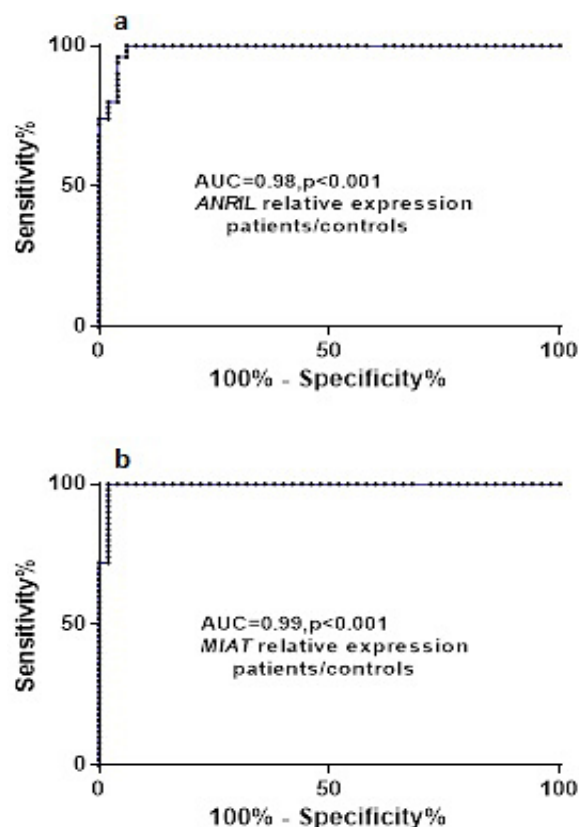 a
100
Sensitivity%
50
AUC=0.98,p<0.001
ANRIL relative expression
patients/controls
0
0
50
100
100% - Specificity%
b
100
Sensitivity%
50
AUC=0.99,p<0.001
MIAT relative expression
patients/controls
0
0
50
100
100% - Specificity%